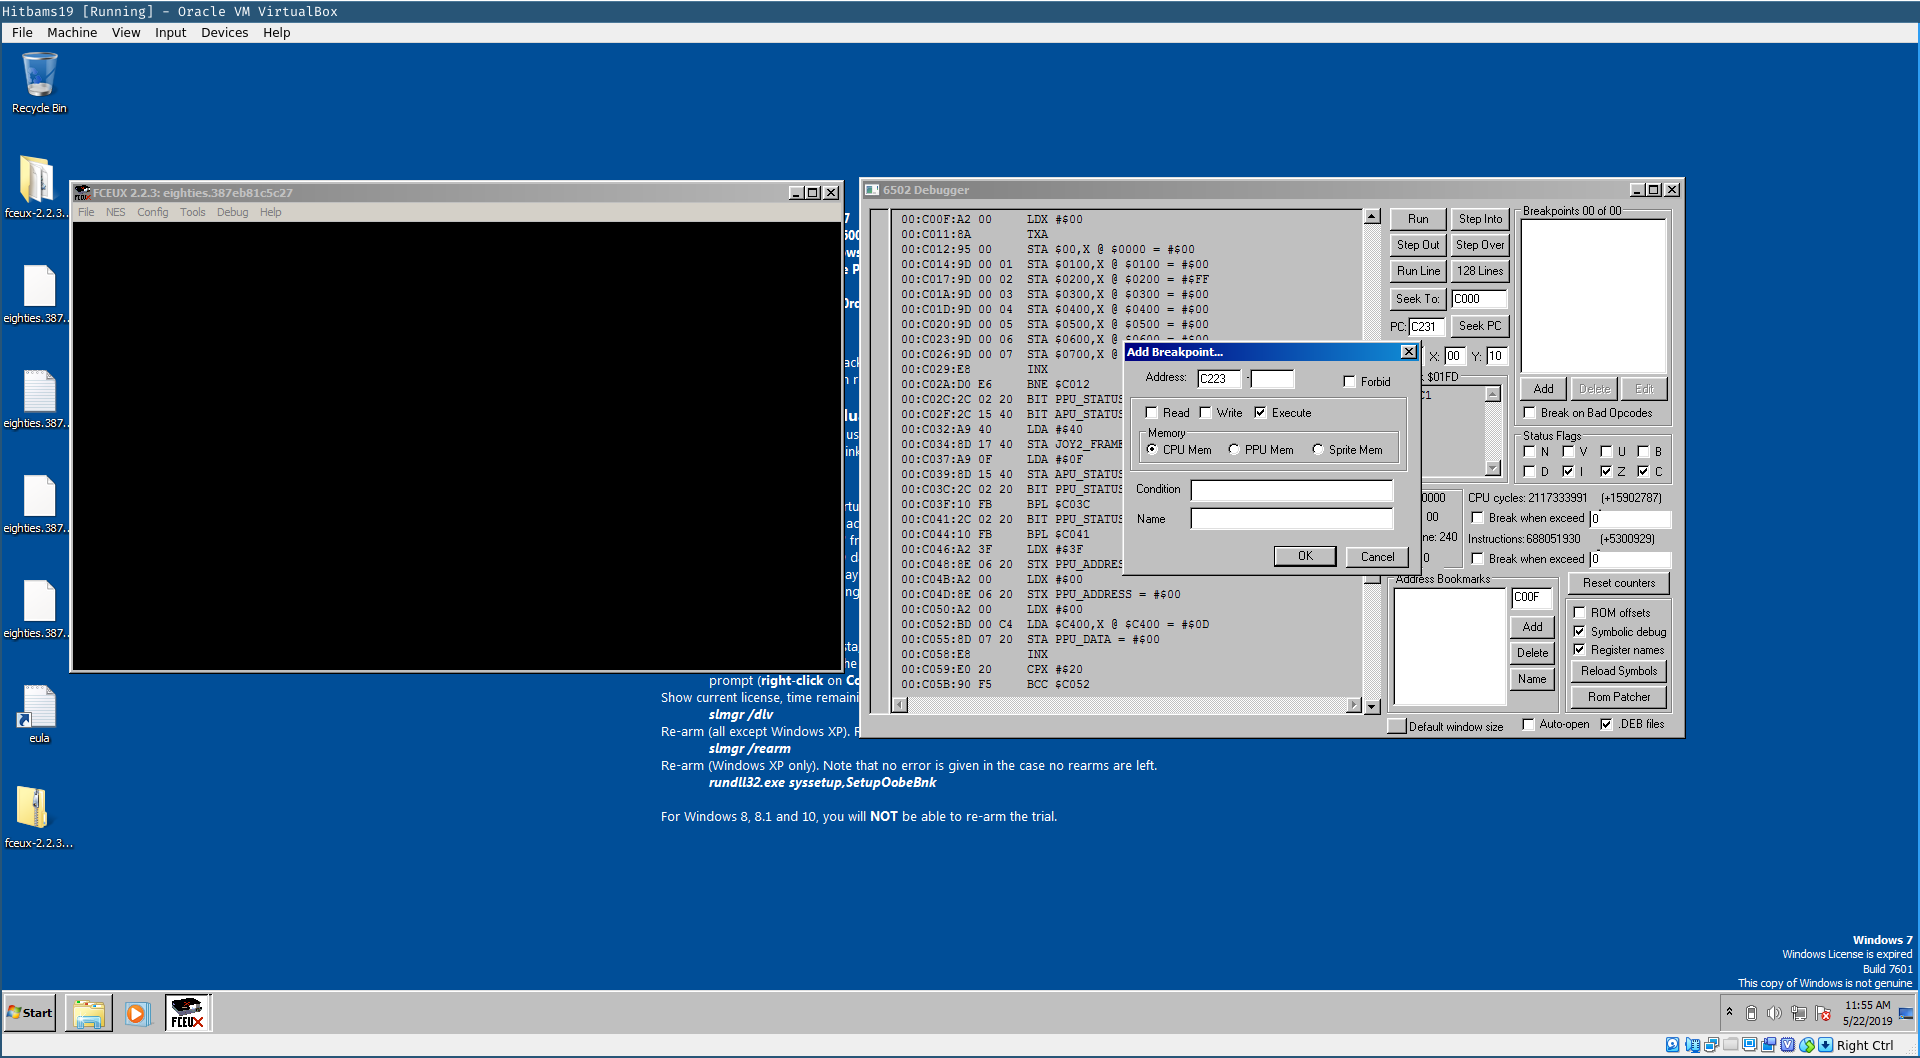 Hitbams19 [Running] - Oracle VM VirtualBox
File Machine View Input Devices Help
Recycle Bin
fceux-2.2.3...
eighties.387...
eighties.387...
eighties.387...
eighties.387...
eula
fceux-2.2.3...
FCEUX 2.2.3: eighties.387eb81c5c27
File NES Config Tools Debug Help
prompt (right-click on Co
Show current license, time remaini
slmgr /dlv
Re-arm (all except Windows XP). F
slmgr /rearm
Re-arm (Windows XP only). Note that no error is given in the case no rearms are left.
rundll32.exe syssetup,SetupOobeBnk
For Windows 8, 8.1 and 10, you will NOT be able to re-arm the trial.
6502 Debugger
00:C00F:A2 00 LDX #$00
00:C011:8A TXA
00:C012:95 00 STA $00,X @ $0000 = #$00
00:C014:9D 00 01 STA $0100,X @ $0100 = #$00
00:C017:9D 00 02 STA $0200,X @ $0200 = #$FF
00:C01A:9D 00 03 STA $0300,X @ $0300 = #$00
00:C01D:9D 00 04 STA $0400,X @ $0400 = #$00
00:C020:9D 00 05 STA $0500,X @ $0500 = #$00
00:C023:9D 00 06 STA $0600,X @ $0600 = #$00
00:C026:9D 00 07 STA $0700,X @
00:C029:E8 INX
00:C02A:D0 E6 BNE $C012
00:C02C:2C 02 20 BIT PPU_STATUS
00:C02F:2C 15 40 BIT APU_STATUS
00:C032:A9 40 LDA #$40
00:C034:8D 17 40 STA JOY2_FRAME
00:C037:A9 0F LDA #$0F
00:C039:8D 15 40 STA APU_STATUS
00:C03C:2C 02 20 BIT PPU_STATUS
00:C03F:10 FB BPL $C03C
00:C041:2C 02 20 BIT PPU_STATUS
00:C044:10 FB BPL $C041
00:C046:A2 3F LDX #$3F
00:C048:8E 06 20 STX PPU_ADDRES
00:C04B:A2 00 LDX #$00
00:C04D:8E 06 20 STX PPU_ADDRESS = #$00
00:C050:A2 00 LDX #$00
00:C052:BD 00 C4 LDA $C400,X @ $C400 = #$0D
00:C055:8D 07 20 STA PPU_DATA = #$00
00:C058:E8 INX
00:C059:E0 20 CPX #$20
00:C05B:90 F5 BCC $C052
Run Step Into
Step Out Step Over
Run Line 128 Lines
Seek To: C000
PC: C231 Seek PC
X: 00 Y: 10
$01FD
C1
Breakpoints 00 of 00
Add Delete Edit
Break on Bad Opcodes
Status Flags
N V U B
D I Z C
Add Breakpoint...
Address: C223 - Forbid
Read Write Execute
Memory
CPU Mem PPU Mem Sprite Mem
Condition
Name
OK Cancel
0000 CPU cycles: 2117333991 (+15902787)
00 Break when exceed 0
ne: 240 Instructions: 688051930 (+5300929)
0 Break when exceed 0
Address Bookmarks
C00F
Add
Delete
Name
Reset counters
ROM offsets
Symbolic debug
Register names
Reload Symbols
Rom Patcher
Default window size Auto-open .DEB files
Windows 7
Windows License is expired
Build 7601
This copy of Windows is not genuine
Start
FCEUX
11:55 AM
5/22/2019
Right Ctrl